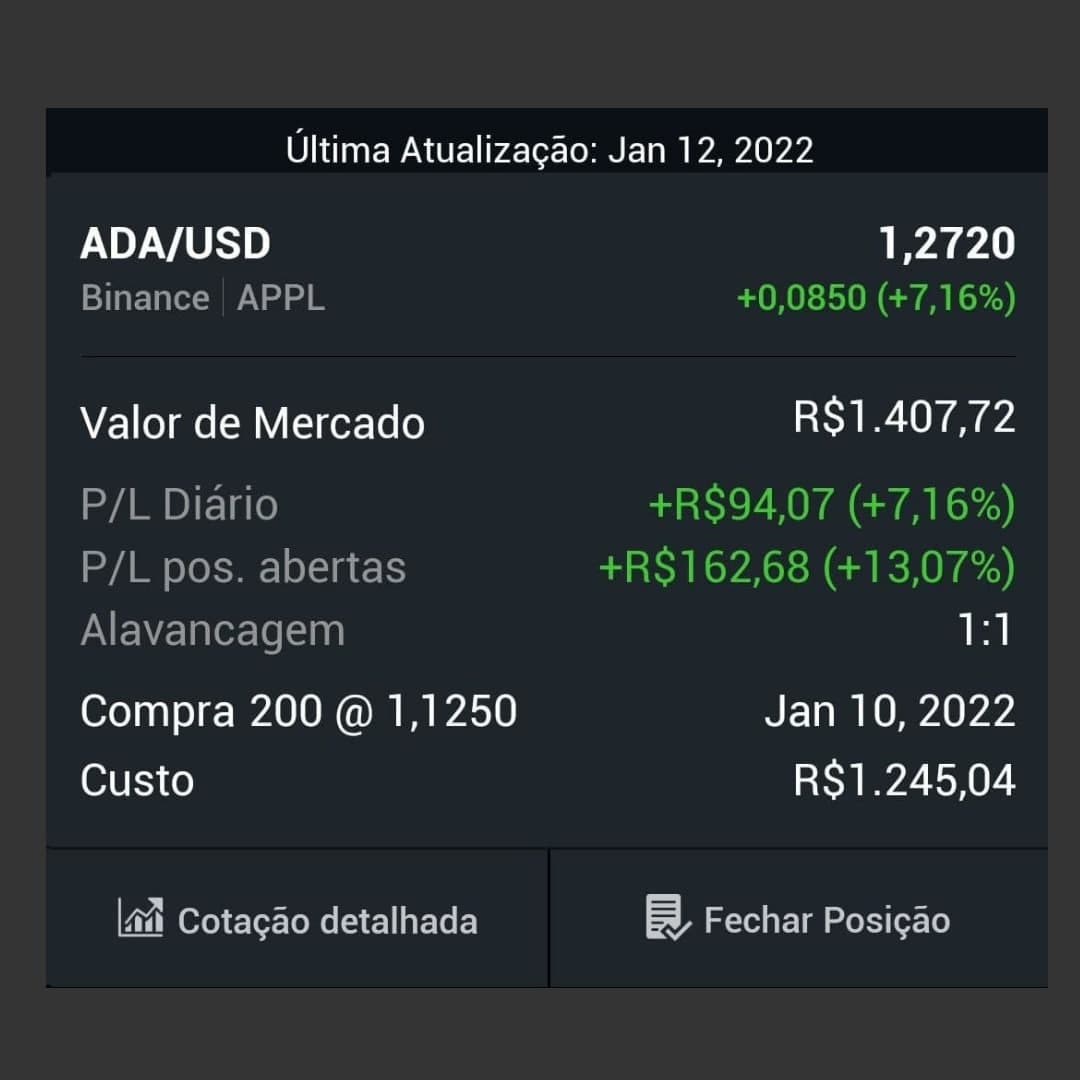 Última Atualização: Jan 12, 2022
ADA/USD 1,2720
Binance | APPL +0,0850 (+7,16%)
Valor de Mercado R$1.407,72
P/L Diário +R$94,07 (+7,16%)
P/L pos. abertas +R$162,68 (+13,07%)
Alavancagem 1:1
Compra 200 @ 1,1250 Jan 10, 2022
Custo R$1.245,04
Cotação detalhada Fechar Posição